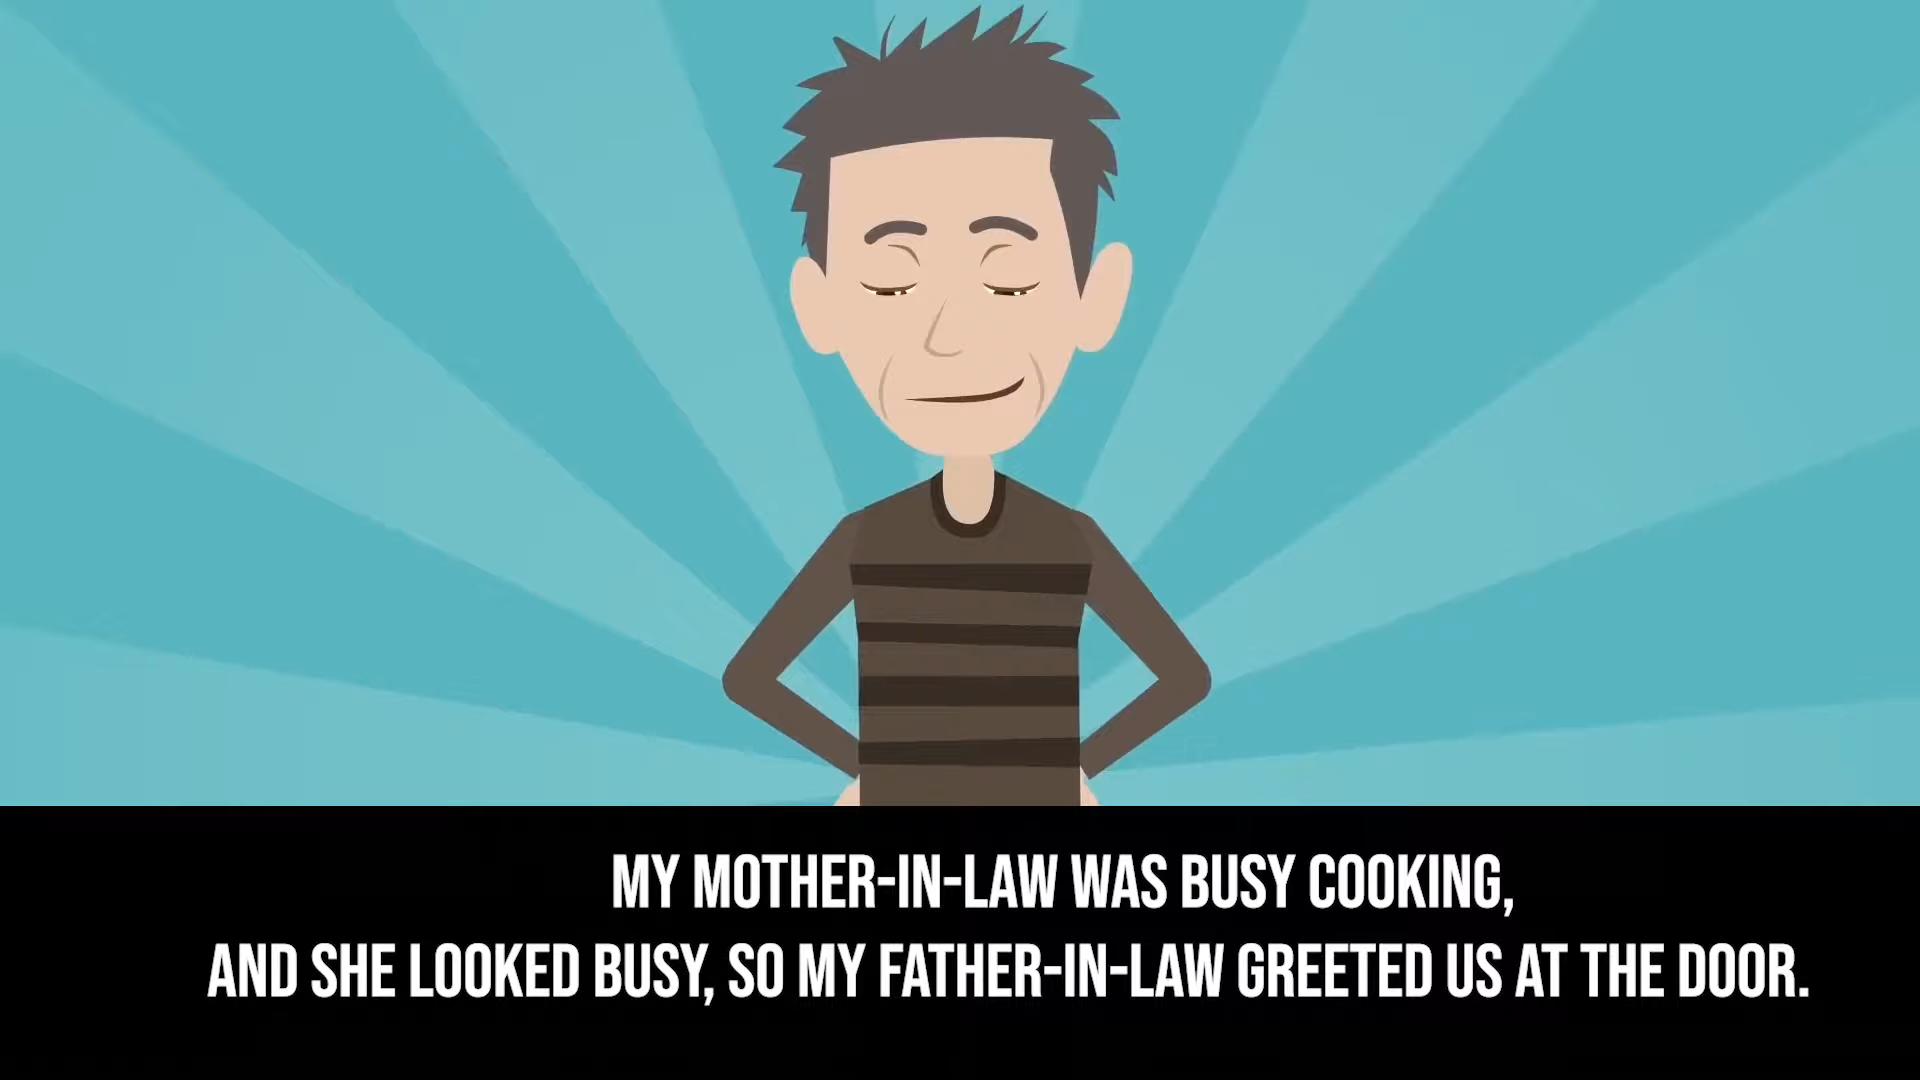 MY MOTHER-IN-LAW WAS BUSY COOKING,
AND SHE LOOKED BUSY, SO MY FATHER-IN-LAW GREETED US AT THE DOOR.